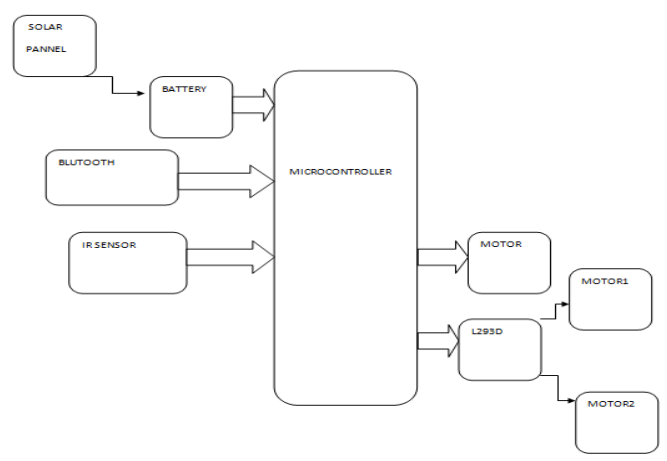 SOLAR
PANNEL
BATTERY
BLUTOOTH
MICROCONTROLLER
IR SENSOR
MOTOR
MOTOR1
L293D
MOTOR2